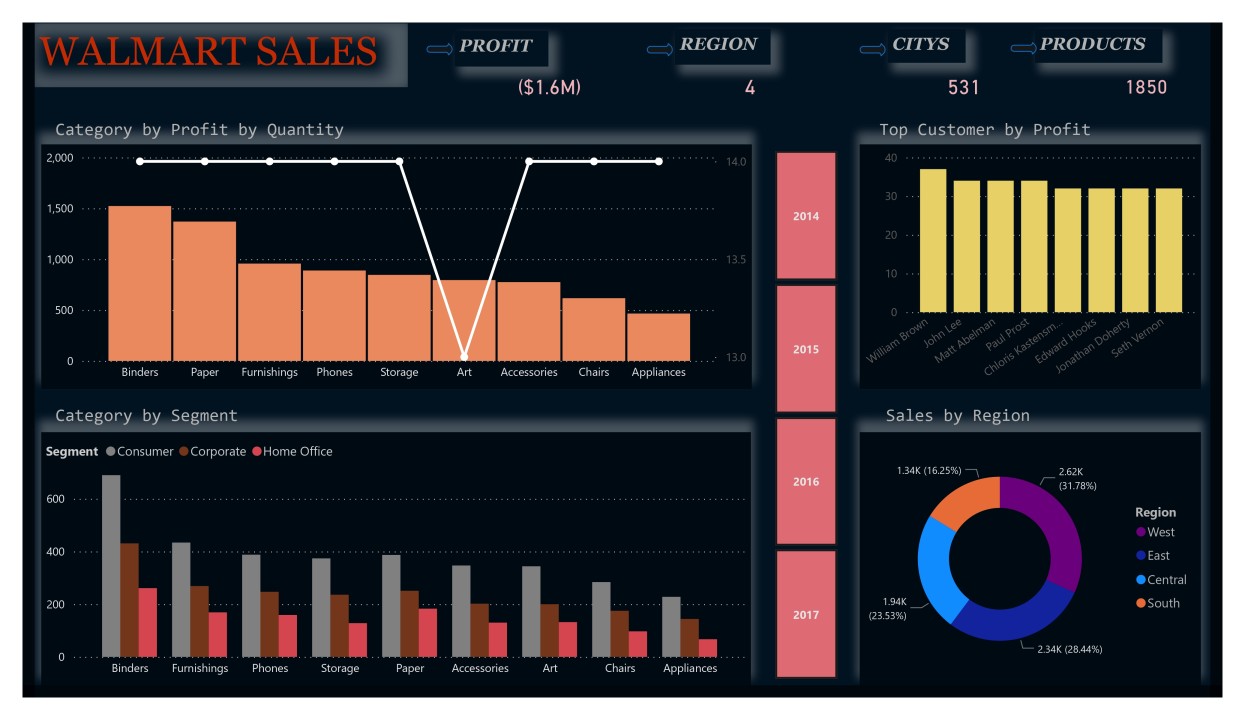 WALMART SALES
PROFIT
REGION
CITYS
PRODUCTS
($1.6M)
4
531
1850
Category by Profit by Quantity
2,000
1,500
1,000
500
0
14.0
13.5
13.0
Binders Paper Furnishings Phones Storage Art Accessories Chairs Appliances
2014
2015
2016
2017
Top Customer by Profit
40
30
20
10
0
William Brown
John Lee
Matt Abelman
Paul Prost
Chloris Kastensm...
Edward Hooks
Jonathan Doherty
Seth Vernon
Category by Segment
Segment Consumer Corporate Home Office
600
400
200
0
Binders Furnishings Phones Storage Paper Accessories Art Chairs Appliances
Sales by Region
1.34K (16.25%)
2.62K
(31.78%)
1.94K
(23.53%)
2.34K (28.44%)
Region
West
East
Central
South